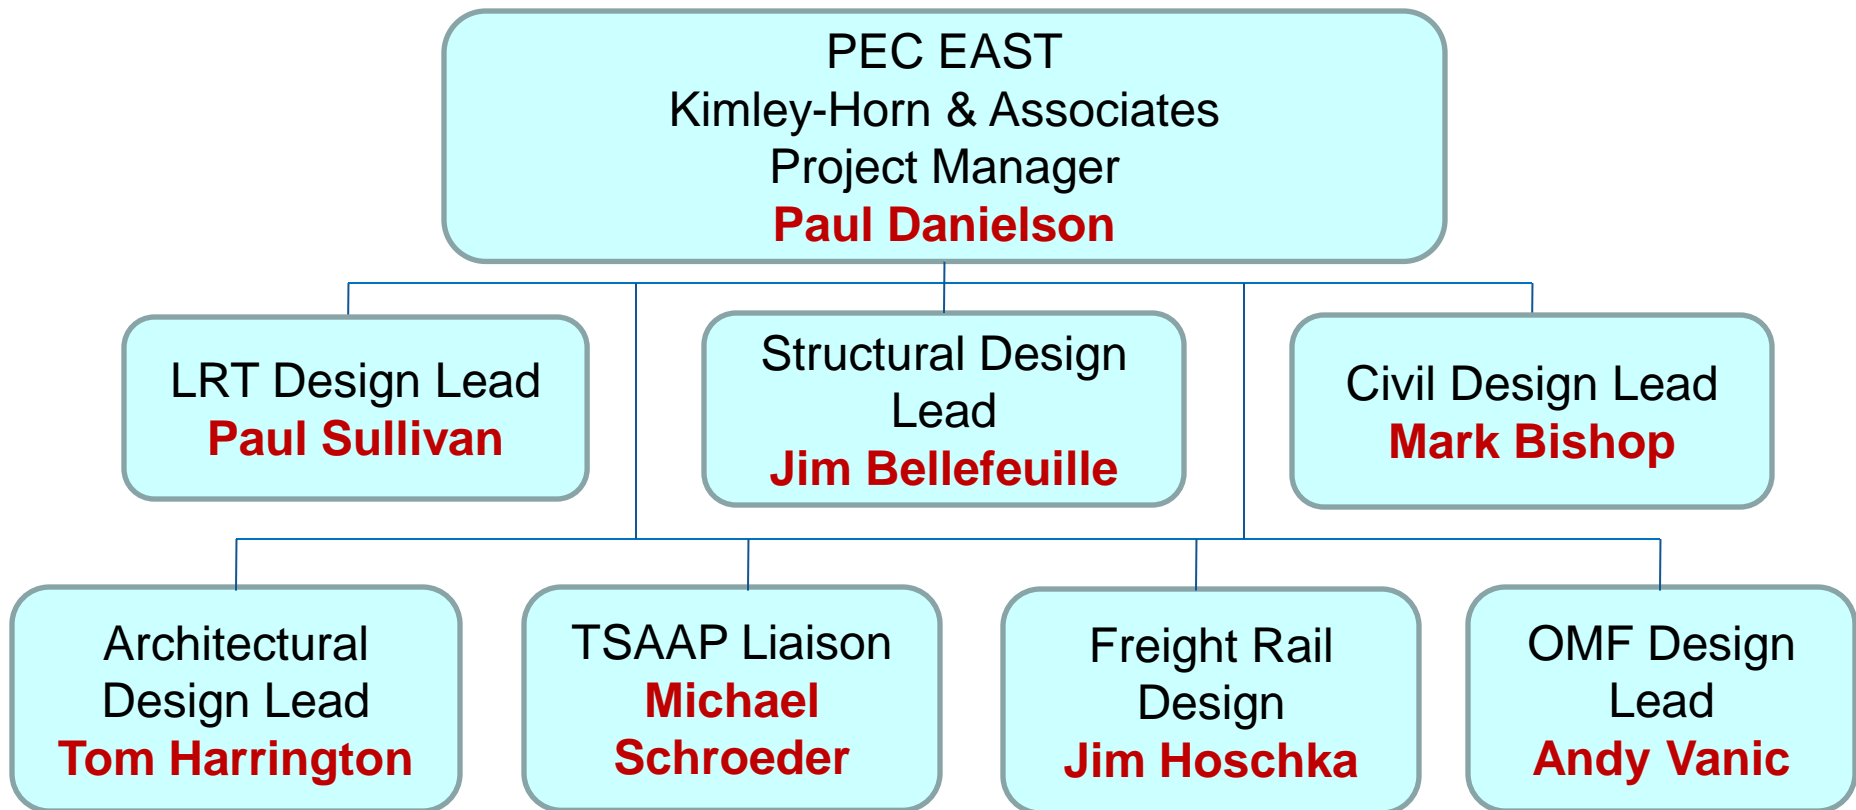 PEC EAST
Kimley-Horn & Associates
Project Manager
Paul Danielson
LRT Design Lead
Paul Sullivan
Structural Design
Lead
Jim Bellefeuille
Civil Design Lead
Mark Bishop
Architectural
Design Lead
Tom Harrington
TSAAP Liaison
Michael
Schroeder
Freight Rail
Design
Jim Hoschka
OMF Design
Lead
Andy Vanic